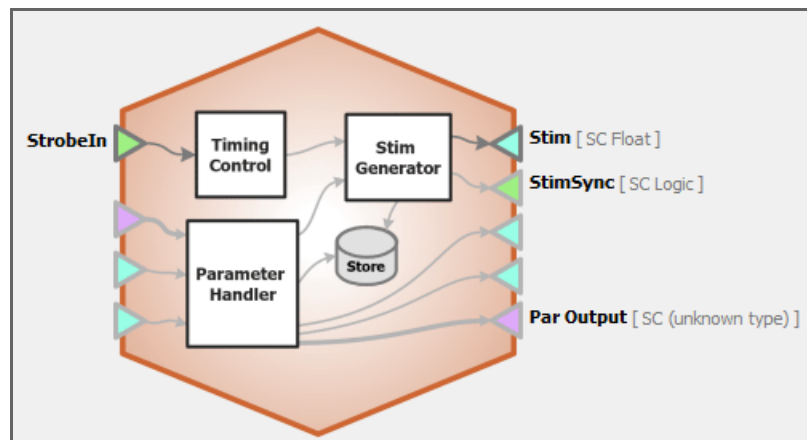 StrobeIn
Timing
Control
Stim
Generator
Stim [ SC Float ]
StimSync [ SC Logic ]
Parameter
Handler
Store
Par Output [ SC (unknown type) ]